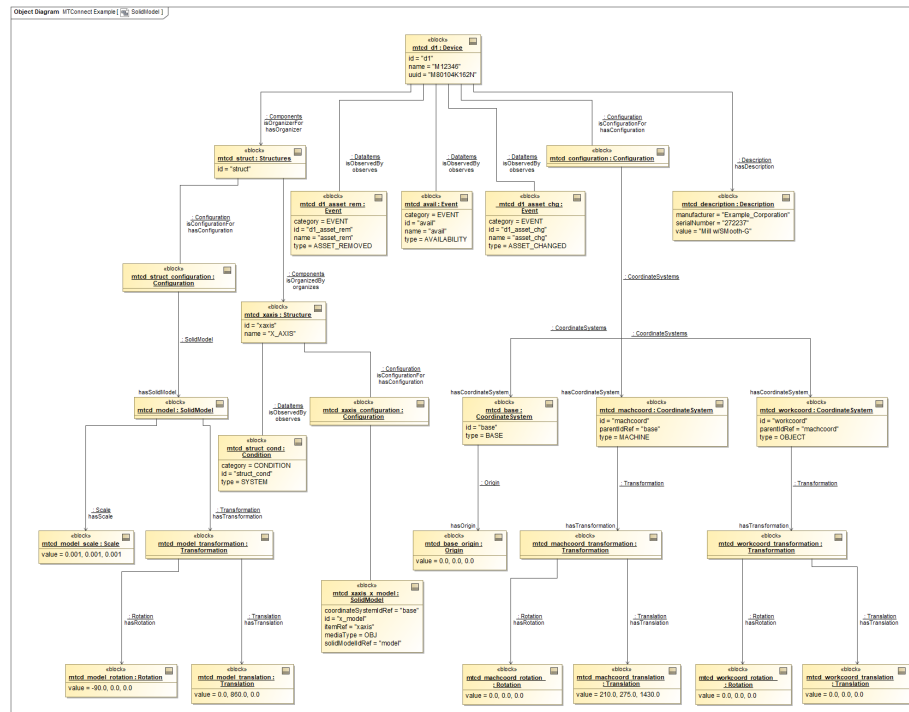 Object Diagram MTConnect Example [ SolidModel ]
«block»
mtcd_d1 : Device
id = "d1"
name = "M12346"
uuid = "M80104K162N"
: Components
isOrganizerFor
hasOrganizer
: DataItems
isObservedBy
observes
: DataItems
isObservedBy
observes
: DataItems
isObservedBy
observes
: Configuration
isConfigurationFor
hasConfiguration
: Description
hasDescription
«block»
mtcd_struct : Structures
id = "struct"
«block»
mtcd_configuration : Configuration
«block»
mtcd_d1_asset_rem :
Event
category = EVENT
id = "d1_asset_rem"
name = "asset_rem"
type = ASSET_REMOVED
«block»
mtcd_avail : Event
category = EVENT
id = "avail"
name = "avail"
type = AVAILABILITY
«block»
mtcd_d1_asset_chg :
Event
category = EVENT
id = "d1_asset_chg"
name = "asset_chg"
type = ASSET_CHANGED
«block»
mtcd_description : Description
manufacturer = "Example_Corporation"
serialNumber = "272237"
value = "Mill w/SMooth-G"
: Configuration
isConfigurationFor
hasConfiguration
: Components
isOrganizedBy
organizes
: CoordinateSystems
«block»
mtcd_struct_configuration :
Configuration
«block»
mtcd_xaxis : Structure
id = "xaxis"
name = "X_AXIS"
: SolidModel
: CoordinateSystems
: CoordinateSystems
: Configuration
isConfigurationFor
hasConfiguration
: DataItems
isObservedBy
observes
hasSolidModel
hasCoordinateSystem
hasCoordinateSystem
hasCoordinateSystem
«block»
mtcd_model : SolidModel
«block»
mtcd_xaxis_configuration :
Configuration
«block»
mtcd_base :
CoordinateSystem
id = "base"
type = BASE
«block»
mtcd_machcoord : CoordinateSystem
id = "machcoord"
parentIdRef = "base"
type = MACHINE
«block»
mtcd_workcoord : CoordinateSystem
id = "workcoord"
parentIdRef = "machcoord"
type = OBJECT
«block»
mtcd_struct_cond :
Condition
category = CONDITION
id = "struct_cond"
type = SYSTEM
: Scale
hasScale
: Transformation
hasTransformation
: Origin
hasOrigin
: Transformation
hasTransformation
: Transformation
hasTransformation
«block»
mtcd_model_scale : Scale
value = 0.001, 0.001, 0.001
«block»
mtcd_model_transformation :
Transformation
«block»
mtcd_base_origin :
Origin
value = 0.0, 0.0, 0.0
«block»
mtcd_machcoord_transformation :
Transformation
«block»
mtcd_workcoord_transformation :
Transformation
«block»
mtcd_xaxis_x_model :
SolidModel
coordinateSystemIdRef = "base"
id = "x_model"
itemRef = "xaxis"
mediaType = OBJ
solidModelIdRef = "model"
: Rotation
hasRotation
: Translation
hasTranslation
: Rotation
hasRotation
: Translation
hasTranslation
: Rotation
hasRotation
: Translation
hasTranslation
«block»
mtcd_model_rotation : Rotation
value = -90.0, 0.0, 0.0
«block»
mtcd_model_translation :
Translation
value = 0.0, 860.0, 0.0
«block»
mtcd_machcoord_rotation
: Rotation
value = 0.0, 0.0, 0.0
«block»
mtcd_machcoord_translation
: Translation
value = 210.0, 275.0, 1430.0
«block»
mtcd_workcoord_rotation
: Rotation
value = 0.0, 0.0, 0.0
«block»
mtcd_workcoord_translation
: Translation
value = 0.0, 0.0, 0.0